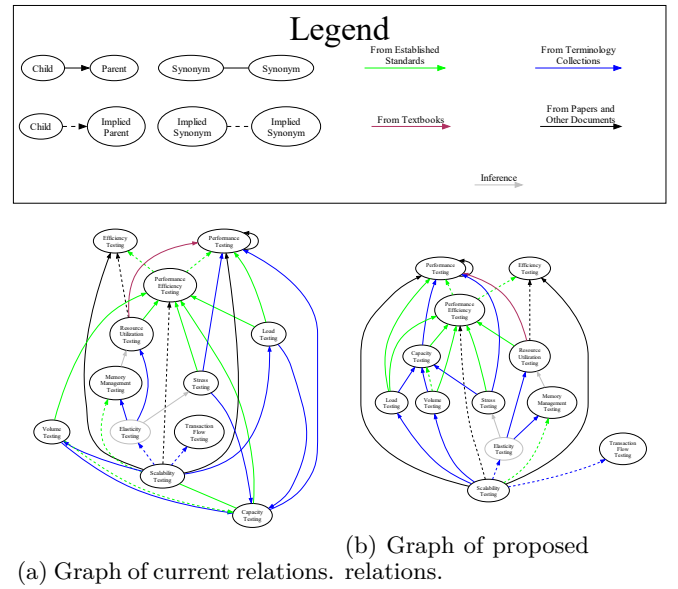 Legend
Child
Parent
Synonym
Synonym
From Established
Standards
From Terminology
Collections
Child
Implied
Parent
Implied
Synonym
Implied
Synonym
From Textbooks
From Papers and
Other Documents
Inference
Efficiency
Testing
Performance
Testing
Performance
Efficiency
Testing
Resource
Utilization
Testing
Load
Testing
Memory
Management
Testing
Stress
Testing
Volume
Testing
Elasticity
Testing
Transaction
Flow
Testing
Scalability
Testing
Capacity
Testing
(a) Graph of current relations.
Performance
Testing
Efficiency
Testing
Performance
Efficiency
Testing
Capacity
Testing
Resource
Utilization
Testing
Load
Testing
Volume
Testing
Stress
Testing
Memory
Management
Testing
Elasticity
Testing
Transaction
Flow
Testing
Scalability
Testing
(b) Graph of proposed
relations.